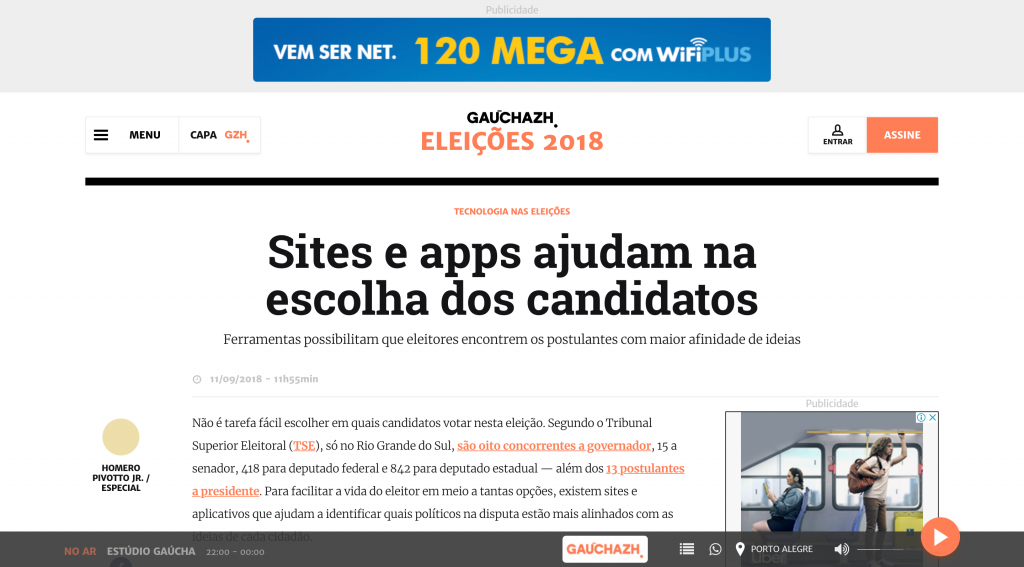 Publicidade
VEM SER NET. 120 MEGA COM WiFi PLUS
MENU
CAPA GZH.
GAÚCHAZH.
ELEIÇÕES 2018
ENTRAR
ASSINE
TECNOLOGIA NAS ELEIÇÕES
Sites e apps ajudam na
escolha dos candidatos
Ferramentas possibilitam que eleitores encontrem os postulantes com maior afinidade de ideias
11/09/2018 - 11h55min
HOMERO
PIVOTTO JR. /
ESPECIAL
Não é tarefa fácil escolher em quais candidatos votar nesta eleição. Segundo o Tribunal
Superior Eleitoral (TSE), só no Rio Grande do Sul, são oito concorrentes a governador, 15 a
senador, 418 para deputado federal e 842 para deputado estadual — além dos 13 postulantes
a presidente. Para facilitar a vida do eleitor em meio a tantas opções, existem sites e
aplicativos que ajudam a identificar quais políticos na disputa estão mais alinhados com as
ideias de cada cidadão.
Publicidade
Uber
NO AR ESTÚDIO GAÚCHA 22:00 - 00:00
GAÚCHAZH.
PORTO ALEGRE